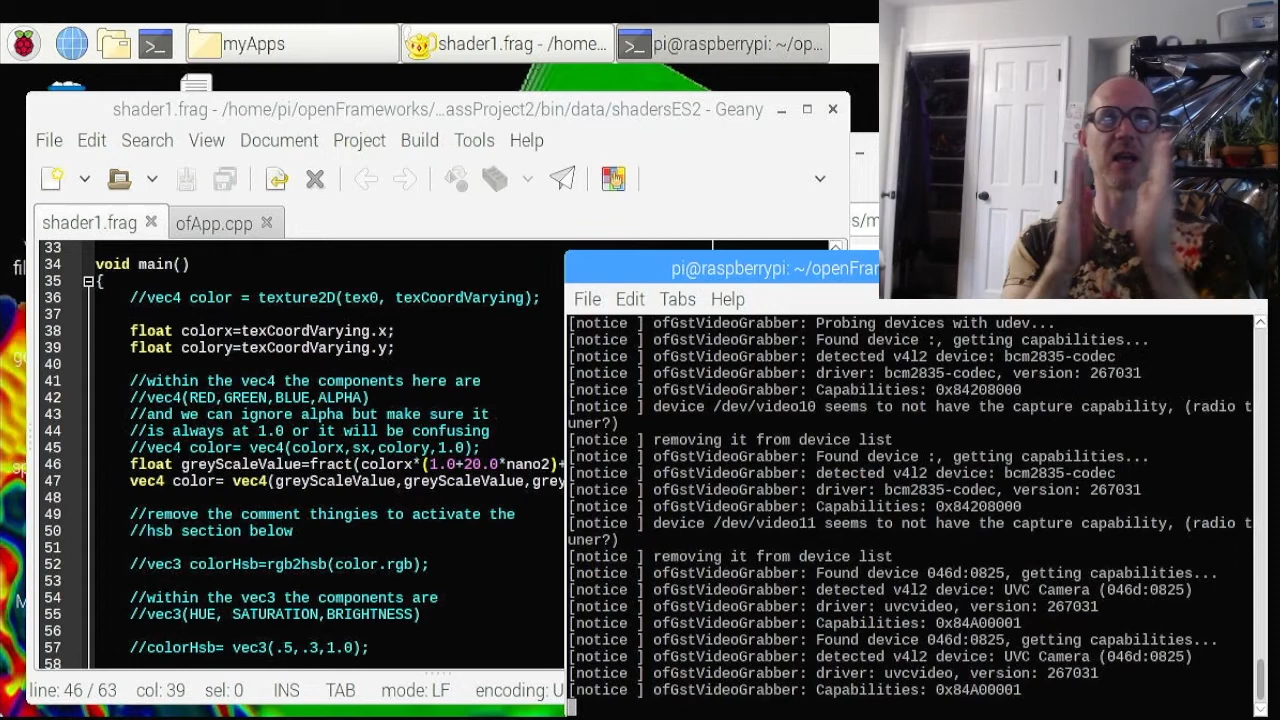 myApps
shader1.frag - /home...
pi@raspberrypi: ~/op...
shader1.frag - /home/pi/openFrameworks/...assProject2/bin/data/shadersES2 - Geany
File Edit Search View Document Project Build Tools Help
shader1.frag
ofApp.cpp
s/m
33
34 void main()
35 {
36 //vec4 color = texture2D(tex0, texCoordVarying);
37
38 float colorx=texCoordVarying.x;
39 float colory=texCoordVarying.y;
40
41 //within the vec4 the components here are
42 //vec4(RED,GREEN,BLUE,ALPHA)
43 //and we can ignore alpha but make sure it
44 //is always at 1.0 or it will be confusing
45 //vec4 color= vec4(colorx,sx,colory,1.0);
46 float greyScaleValue=fract(colorx*(1.0+20.0*nano2)+
47 vec4 color= vec4(greyScaleValue,greyScaleValue,grey
48
49 //remove the comment thingies to activate the
50 //hsb section below
51
52 //vec3 colorHsb=rgb2hsb(color.rgb);
53
54 //within the vec3 the components are
55 //vec3(HUE, SATURATION,BRIGHTNESS)
56
57 //colorHsb= vec3(.5,.3,1.0);
58
line: 46 / 63 col: 39 sel: 0 INS TAB mode: LF encoding: U
pi@raspberrypi: ~/openFra
File Edit Tabs Help
[notice ] ofGstVideoGrabber: Probing devices with udev...
[notice ] ofGstVideoGrabber: Found device :, getting capabilities...
[notice ] ofGstVideoGrabber: detected v4l2 device: bcm2835-codec
[notice ] ofGstVideoGrabber: driver: bcm2835-codec, version: 267031
[notice ] ofGstVideoGrabber: Capabilities: 0x84208000
[notice ] ofGstVideoGrabber: device /dev/video10 seems to not have the capture capability, (radio t
uner?)
[notice ] removing it from device list
[notice ] ofGstVideoGrabber: Found device :, getting capabilities...
[notice ] ofGstVideoGrabber: detected v4l2 device: bcm2835-codec
[notice ] ofGstVideoGrabber: driver: bcm2835-codec, version: 267031
[notice ] ofGstVideoGrabber: Capabilities: 0x84208000
[notice ] device /dev/video11 seems to not have the capture capability, (radio t
uner?)
[notice ] removing it from device list
[notice ] ofGstVideoGrabber: Found device 046d:0825, getting capabilities...
[notice ] ofGstVideoGrabber: detected v4l2 device: UVC Camera (046d:0825)
[notice ] ofGstVideoGrabber: driver: uvcvideo, version: 267031
[notice ] ofGstVideoGrabber: Capabilities: 0x84A00001
[notice ] ofGstVideoGrabber: Found device 046d:0825, getting capabilities...
[notice ] ofGstVideoGrabber: detected v4l2 device: UVC Camera (046d:0825)
[notice ] ofGstVideoGrabber: driver: uvcvideo, version: 267031
[notice ] ofGstVideoGrabber: Capabilities: 0x84A00001